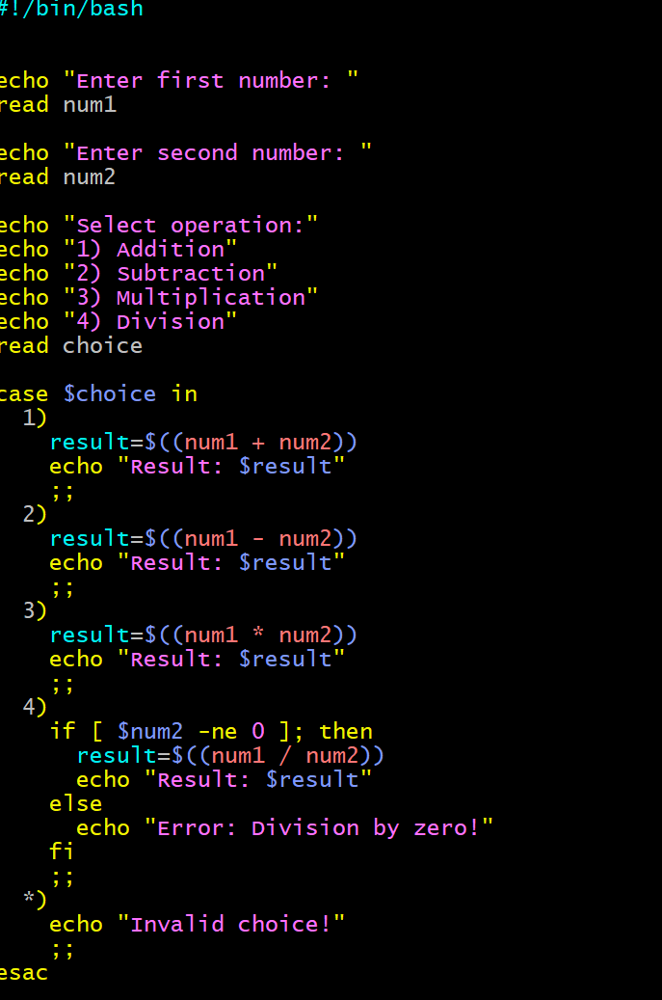 #!/bin/bash
echo "Enter first number: "
read num1
echo "Enter second number: "
read num2
echo "Select operation:"
echo "1) Addition"
echo "2) Subtraction"
echo "3) Multiplication"
echo "4) Division"
read choice
case $choice in
  1)
    result=$((num1 + num2))
    echo "Result: $result"
    ;;
  2)
    result=$((num1 - num2))
    echo "Result: $result"
    ;;
  3)
    result=$((num1 * num2))
    echo "Result: $result"
    ;;
  4)
    if [ $num2 -ne 0 ]; then
      result=$((num1 / num2))
      echo "Result: $result"
    else
      echo "Error: Division by zero!"
    fi
    ;;
  *)
    echo "Invalid choice!"
    ;;
esac